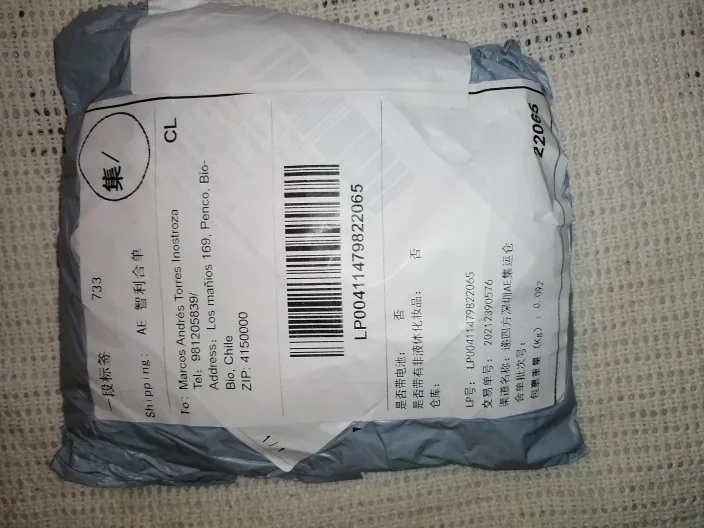 一段标签 733 集/
Shipping: AE 智利合单 CL
To: Marcos Andrés Torres Inostroza
Tel: 981205839/
Address: Los mañios 169, Penco, Bio-
Bio, Chile
ZIP: 4150000
LP00411479822065
是否带电池: 否
是否带有非液体化妆品: 否
仓库:
LP号: LP00411479822065
交易单号: 20212390576
渠道名称: 递四方深圳AE集运仓
合单批次号:
包裹重量 (Kg) : 0.092
22065
1/1